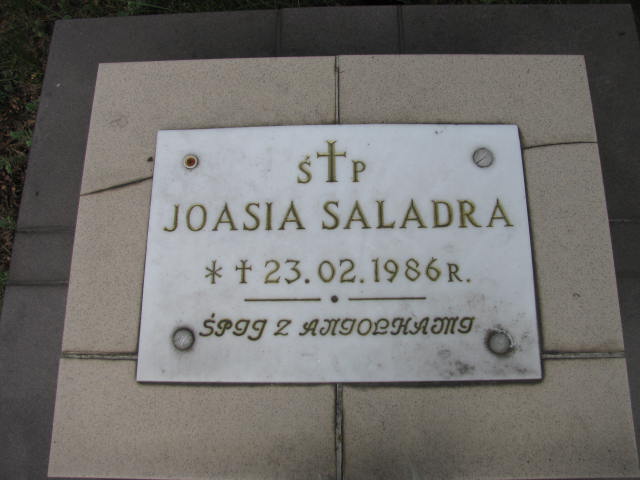 Ś✝P
JOASIA SALADRA
* ✝ 23.02.1986R.
ŚPIJ Z ANIOŁKAMI